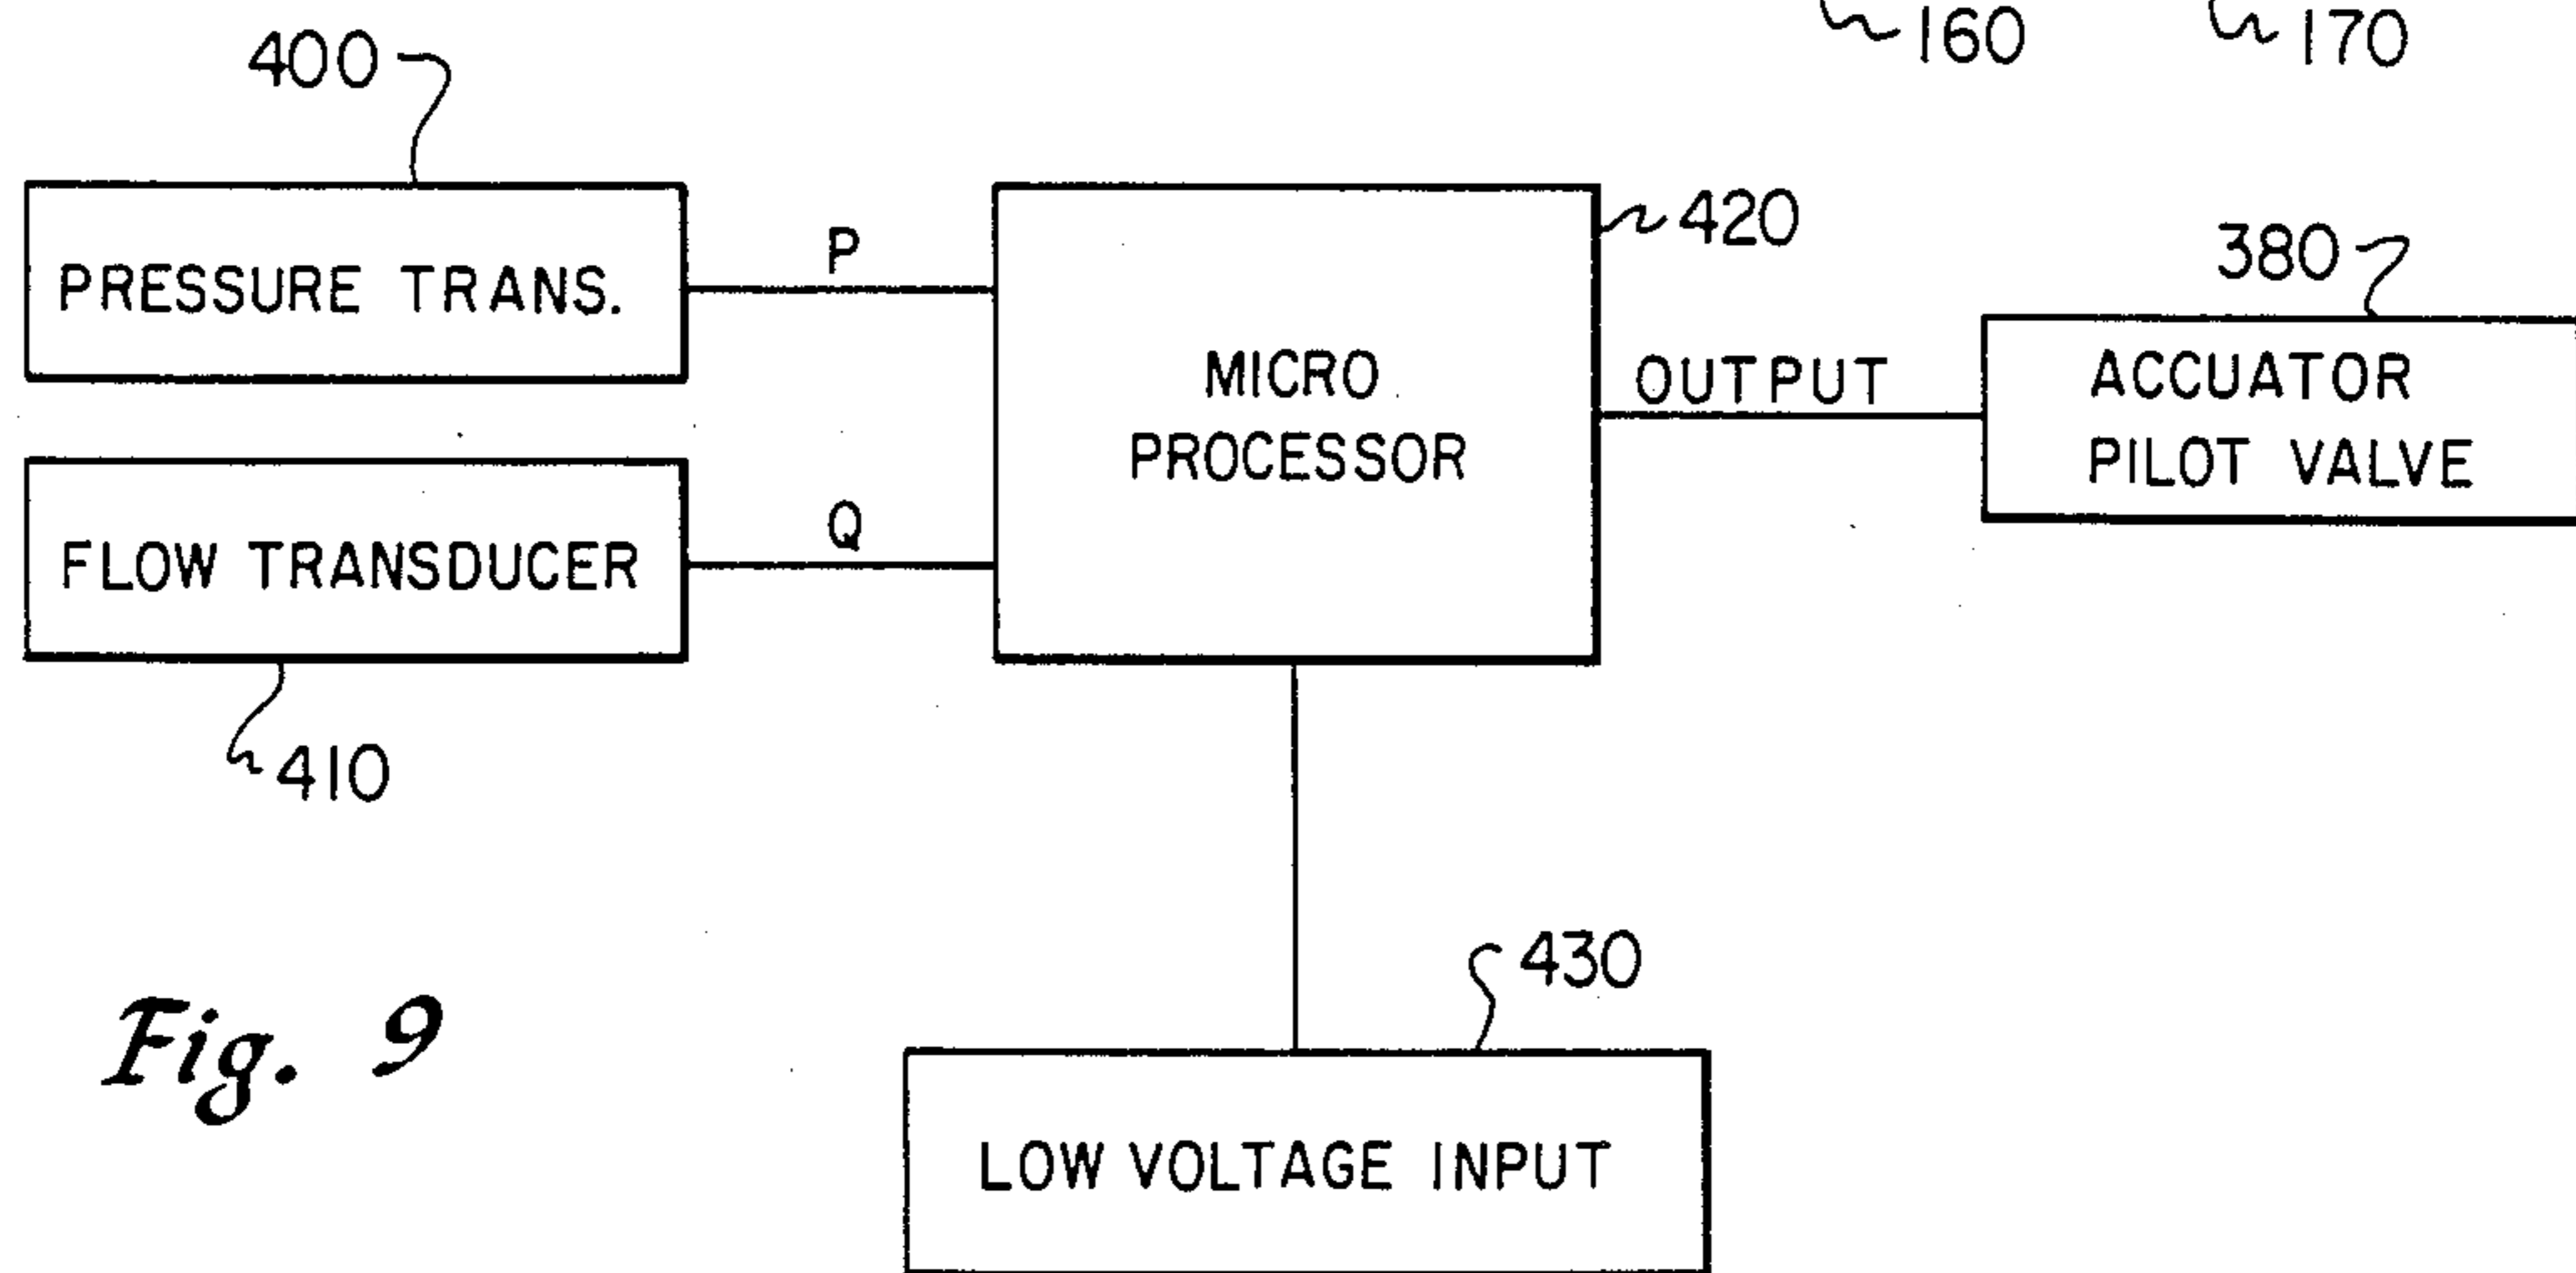 160
170
400
PRESSURE TRANS.
P
MICRO
PROCESSOR
420
OUTPUT
380
ACCUATOR
PILOT VALVE
FLOW TRANSDUCER
Q
410
430
LOW VOLTAGE INPUT
Fig. 9